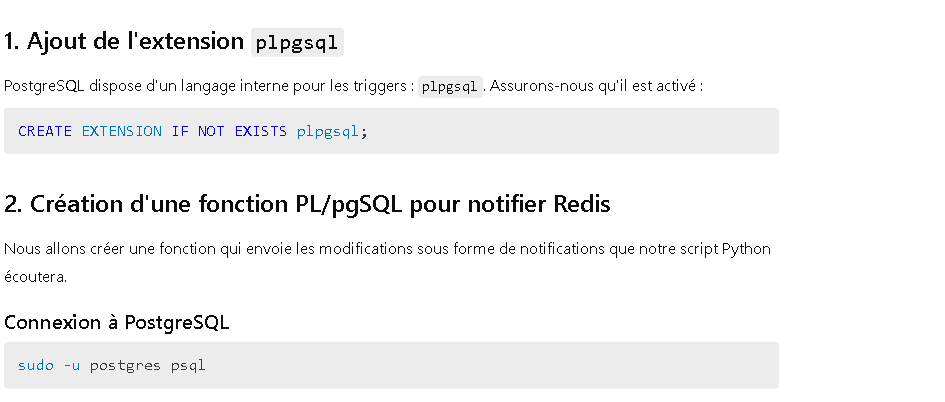 1. Ajout de l'extension plpgsql
PostgreSQL dispose d'un langage interne pour les triggers : plpgsql. Assurons-nous qu'il est activé :
CREATE EXTENSION IF NOT EXISTS plpgsql;
2. Création d'une fonction PL/pgSQL pour notifier Redis
Nous allons créer une fonction qui envoie les modifications sous forme de notifications que notre script Python
écoutera.
Connexion à PostgreSQL
sudo -u postgres psql